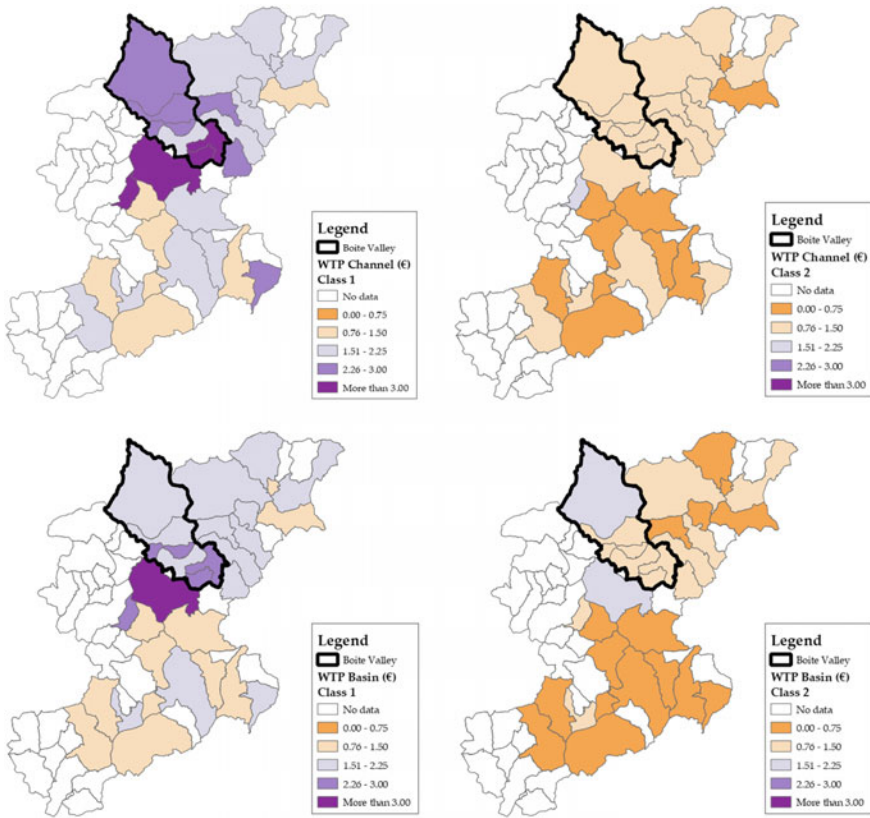 Legend
Boite Valley
WTP Channel (€)
Class 1
No data
0.00 - 0.75
0.76 - 1.50
1.51 - 2.25
2.26 - 3.00
More than 3.00
Legend
Boite Valley
WTP Channel (€)
Class 2
No data
0.00 - 0.75
0.76 - 1.50
1.51 - 2.25
2.26 - 3.00
More than 3.00
Legend
Boite Valley
WTP Basin (€)
Class 1
No data
0.00 - 0.75
0.76 - 1.50
1.51 - 2.25
2.26 - 3.00
More than 3.00
Legend
Boite Valley
WTP Basin (€)
Class 2
No data
0.00 - 0.75
0.76 - 1.50
1.51 - 2.25
2.26 - 3.00
More than 3.00